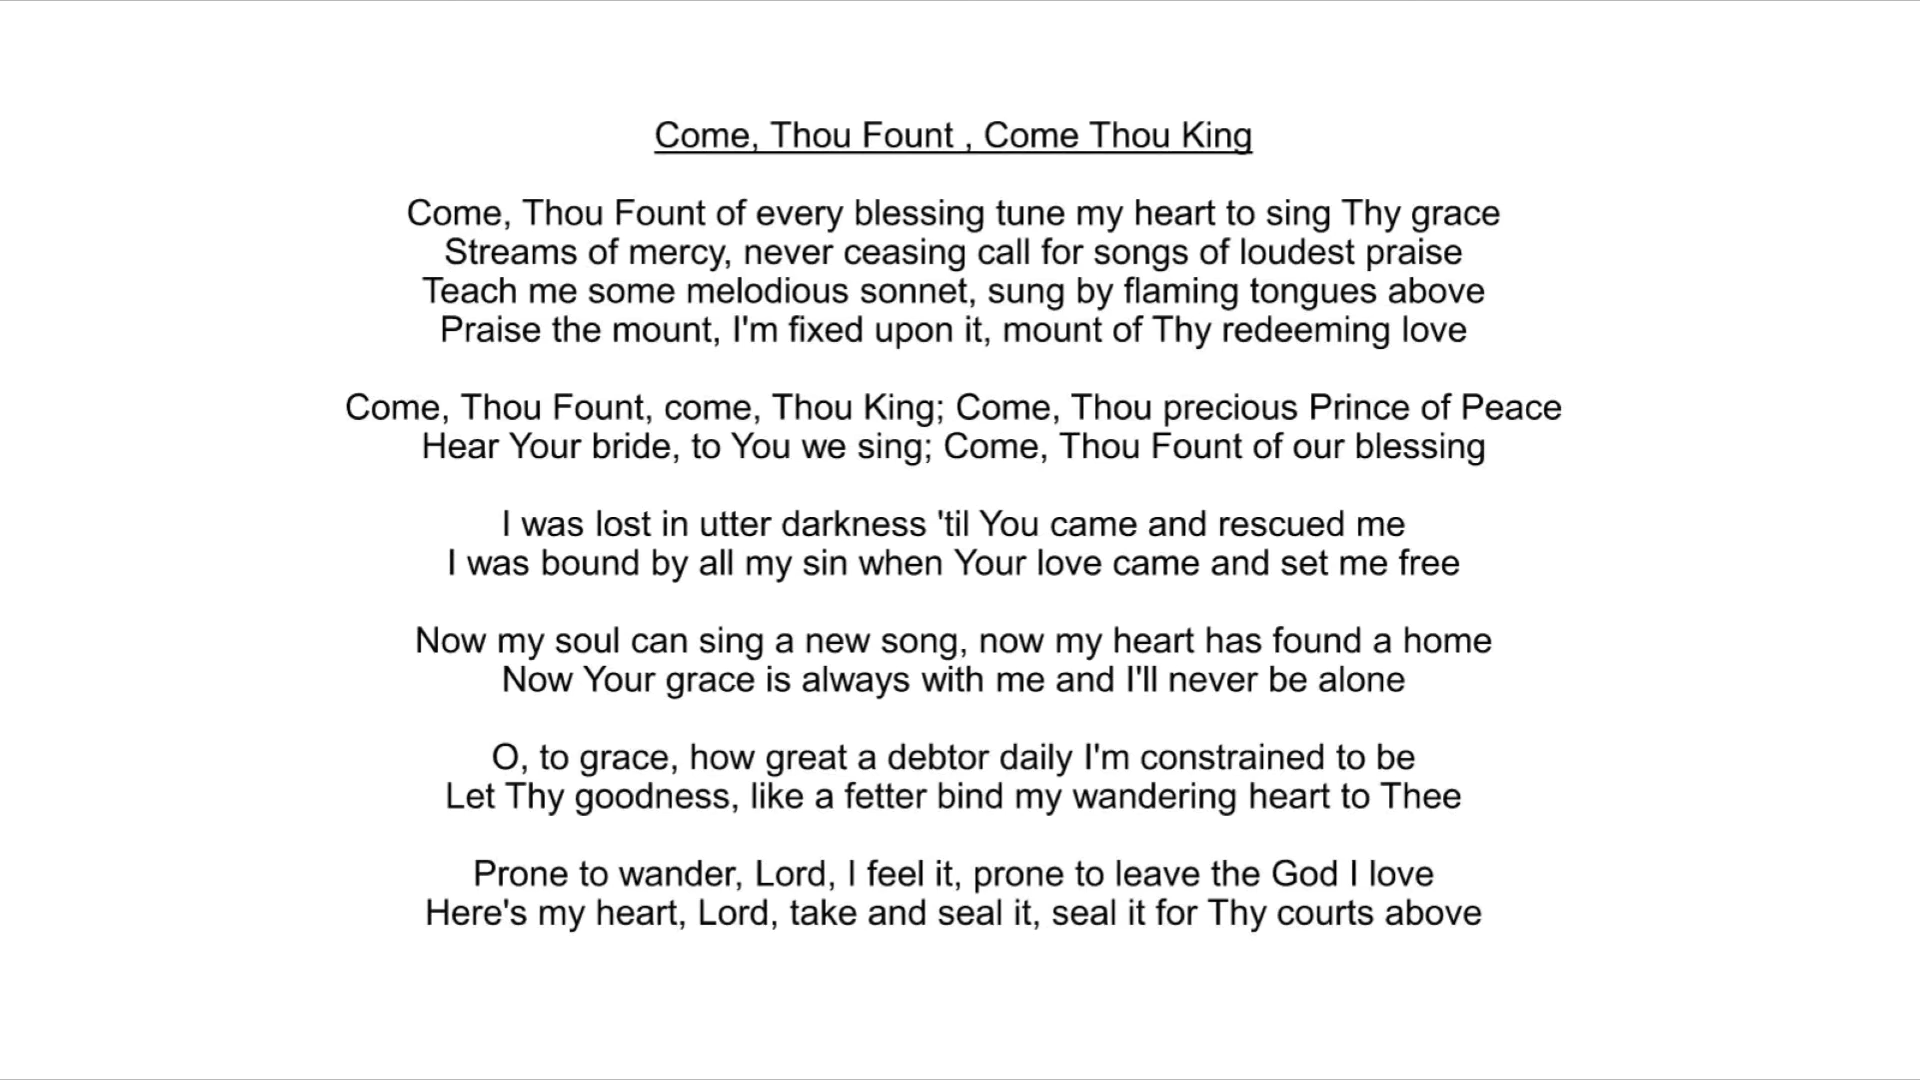 Come, Thou Fount , Come Thou King
Come, Thou Fount of every blessing tune my heart to sing Thy grace
Streams of mercy, never ceasing call for songs of loudest praise
Teach me some melodious sonnet, sung by flaming tongues above
Praise the mount, I'm fixed upon it, mount of Thy redeeming love
Come, Thou Fount, come, Thou King; Come, Thou precious Prince of Peace
Hear Your bride, to You we sing; Come, Thou Fount of our blessing
I was lost in utter darkness 'til You came and rescued me
I was bound by all my sin when Your love came and set me free
Now my soul can sing a new song, now my heart has found a home
Now Your grace is always with me and I'll never be alone
O, to grace, how great a debtor daily I'm constrained to be
Let Thy goodness, like a fetter bind my wandering heart to Thee
Prone to wander, Lord, I feel it, prone to leave the God I love
Here's my heart, Lord, take and seal it, seal it for Thy courts above